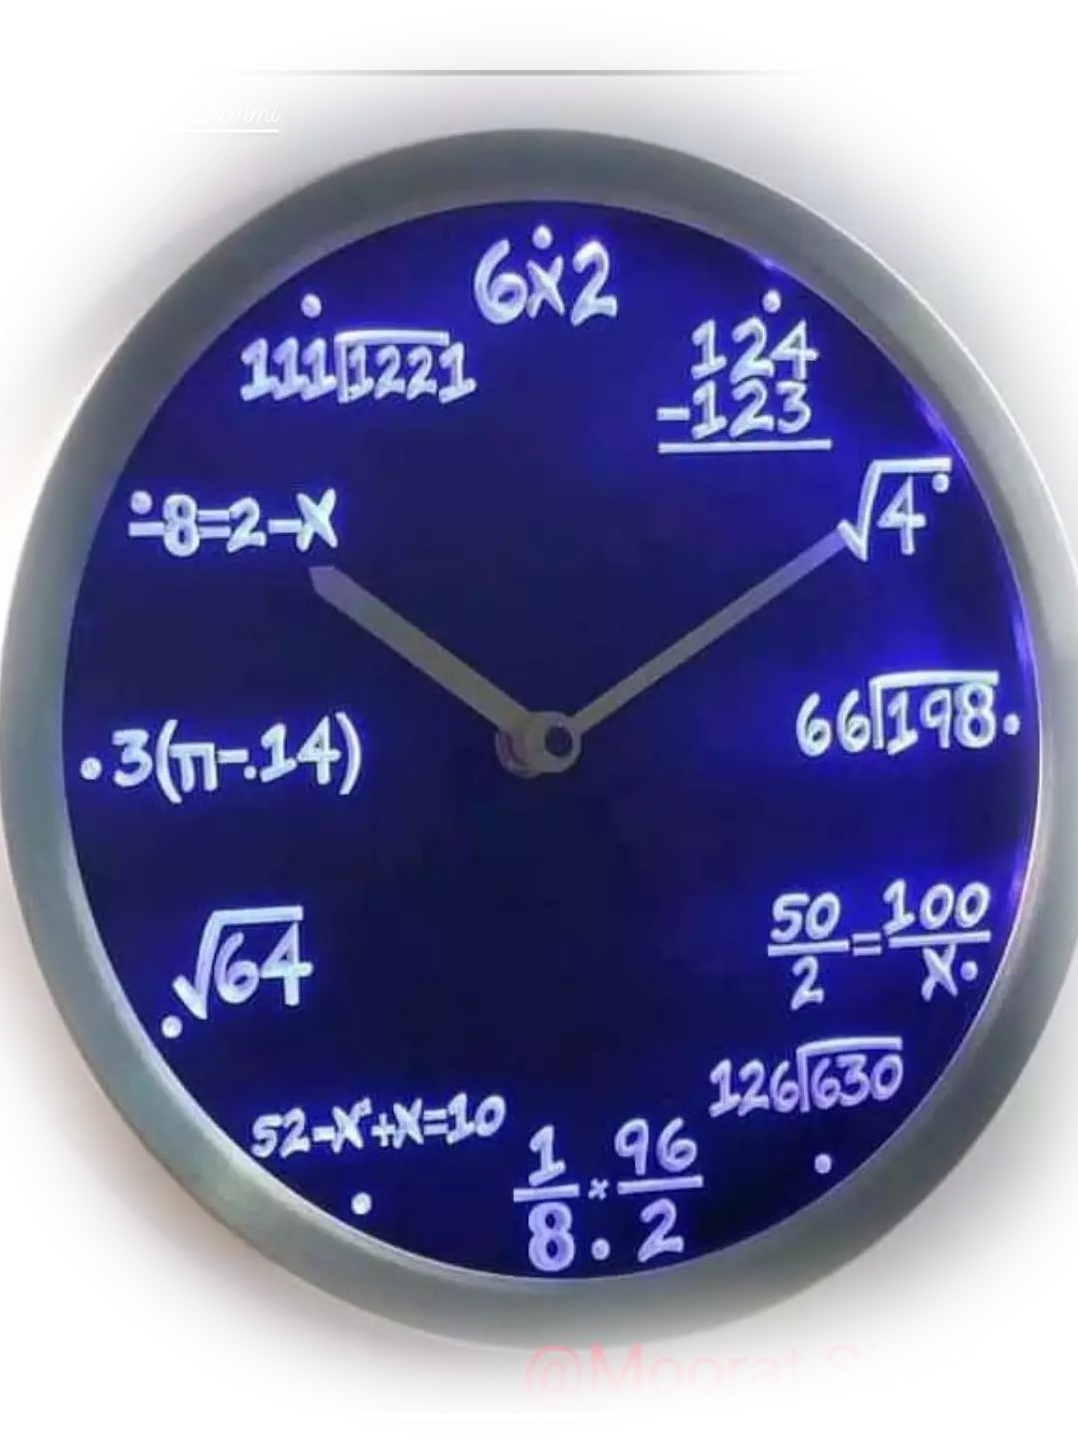 6x2
111√1221
124
-123
-8=2-x
√4
3(π-.14)
66√198
√64
50/2=100/x
126√630
52-x²+x=10
1/8×96/2